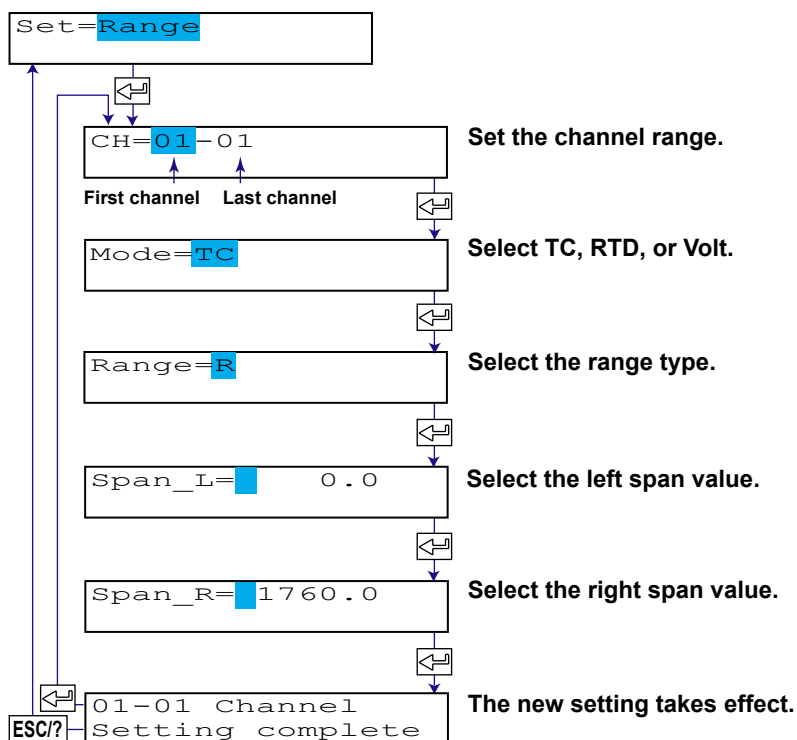 Set=Range
CH=01-01
Set the channel range.
First channel Last channel
Mode=TC
Select TC, RTD, or Volt.
Range=R
Select the range type.
Span_L= 0.0
Select the left span value.
Span_R= 1760.0
Select the right span value.
01-01 Channel
Setting complete
The new setting takes effect.
ESC/?